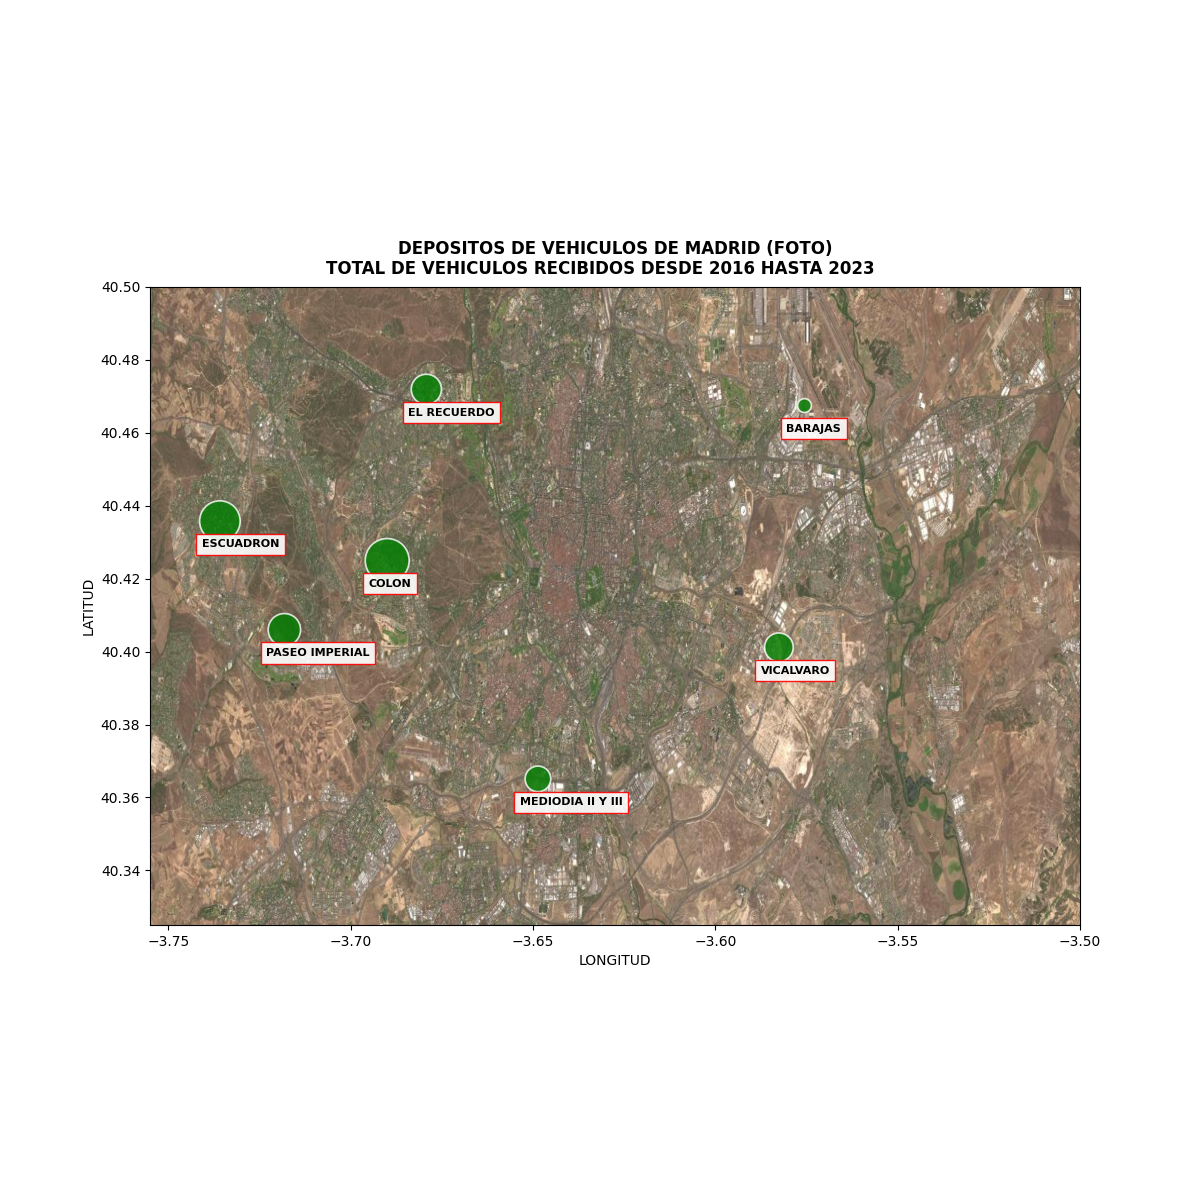 DEPOSITOS DE VEHICULOS DE MADRID (FOTO)
TOTAL DE VEHICULOS RECIBIDOS DESDE 2016 HASTA 2023
40.50
40.48
EL RECUERDO
BARAJAS
40.46
40.44
ESCUADRON
COLON
40.42
LATITUD
40.40
PASEO IMPERIAL
VICALVARO
40.38
40.36
MEDIODIA II Y III
40.34
−3.75 −3.70 −3.65 −3.60 −3.55 −3.50
LONGITUD